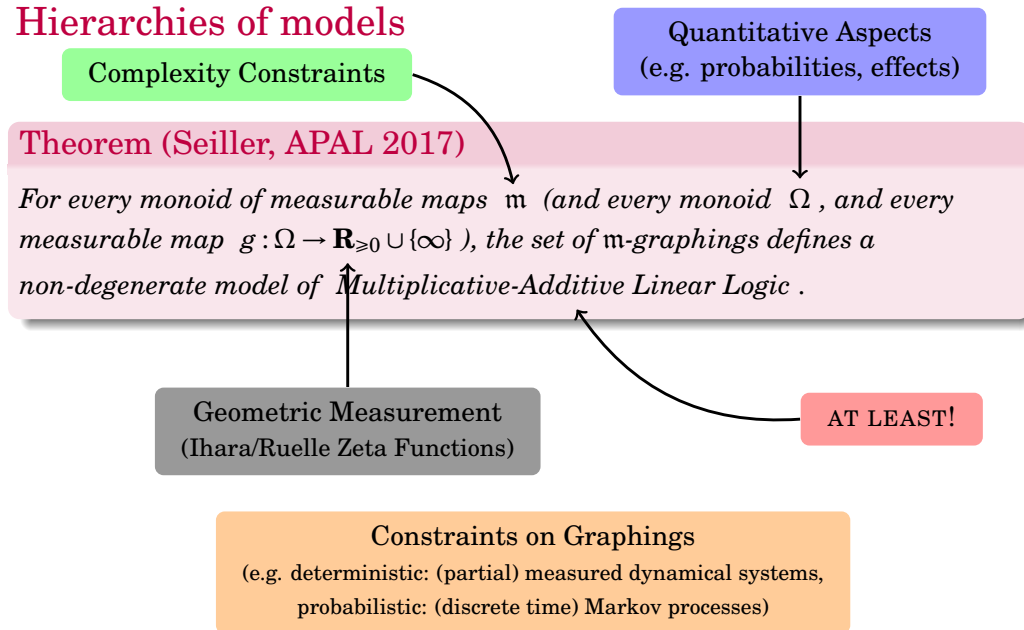 Hierarchies of models
Complexity Constraints
Quantitative Aspects
(e.g. probabilities, effects)
Theorem (Seiller, APAL 2017)
For every monoid of measurable maps 𝔪 (and every monoid Ω , and every
measurable map g : Ω → R⩾0 ∪ {∞} ), the set of 𝔪-graphings defines a
non-degenerate model of Multiplicative-Additive Linear Logic .
Geometric Measurement
(Ihara/Ruelle Zeta Functions)
AT LEAST!
Constraints on Graphings
(e.g. deterministic: (partial) measured dynamical systems,
probabilistic: (discrete time) Markov processes)